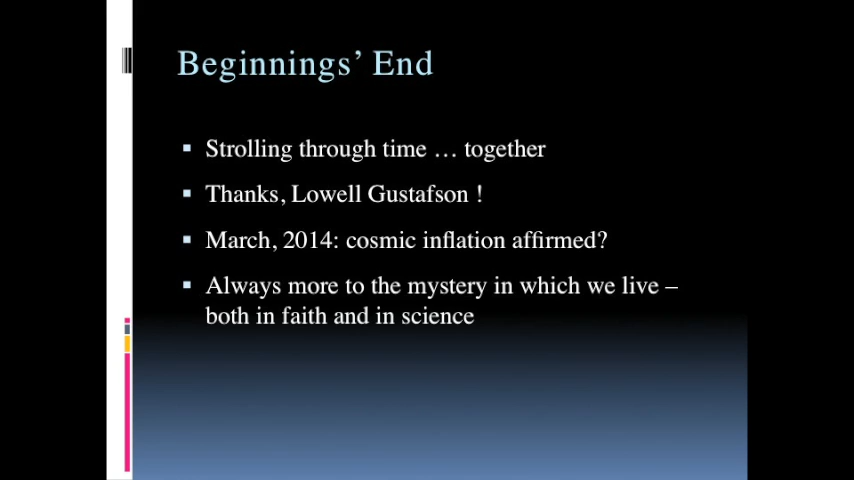 Beginnings’ End
▪ Strolling through time … together
▪ Thanks, Lowell Gustafson !
▪ March, 2014: cosmic inflation affirmed?
▪ Always more to the mystery in which we live –
both in faith and in science